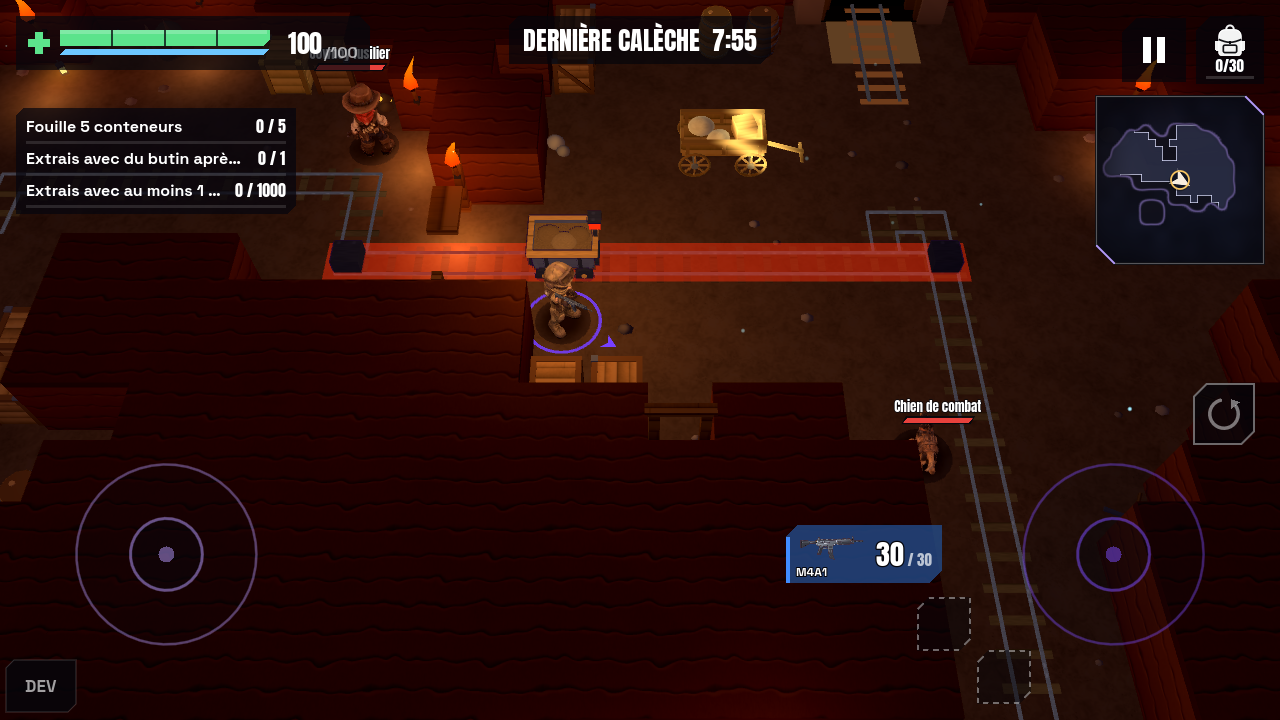 100/100
ilier
DERNIÈRE CALÈCHE 7:55
0/30
Fouille 5 conteneurs 0 / 5
Extrais avec du butin aprè... 0 / 1
Extrais avec au moins 1 ... 0 / 1000
Chien de combat
30 / 30
M4A1
DEV